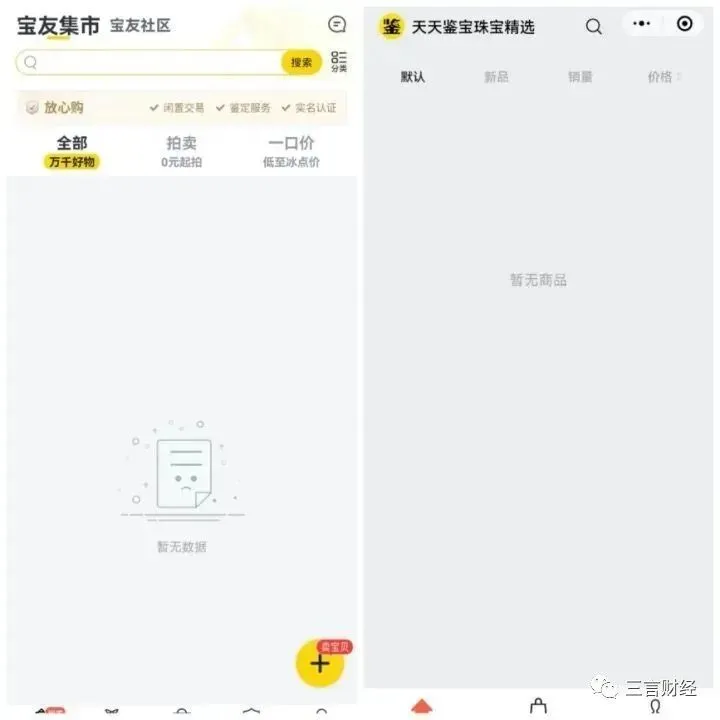 宝友集市 宝友社区
搜索
分类
放心购 闲置交易 鉴定服务 实名认证
全部 拍卖 一口价
万千好物 0元起拍 低至冰点价
暂无数据
卖宝贝
鉴 天天鉴宝珠宝精选
默认 新品 销量 价格
暂无商品
三言财经